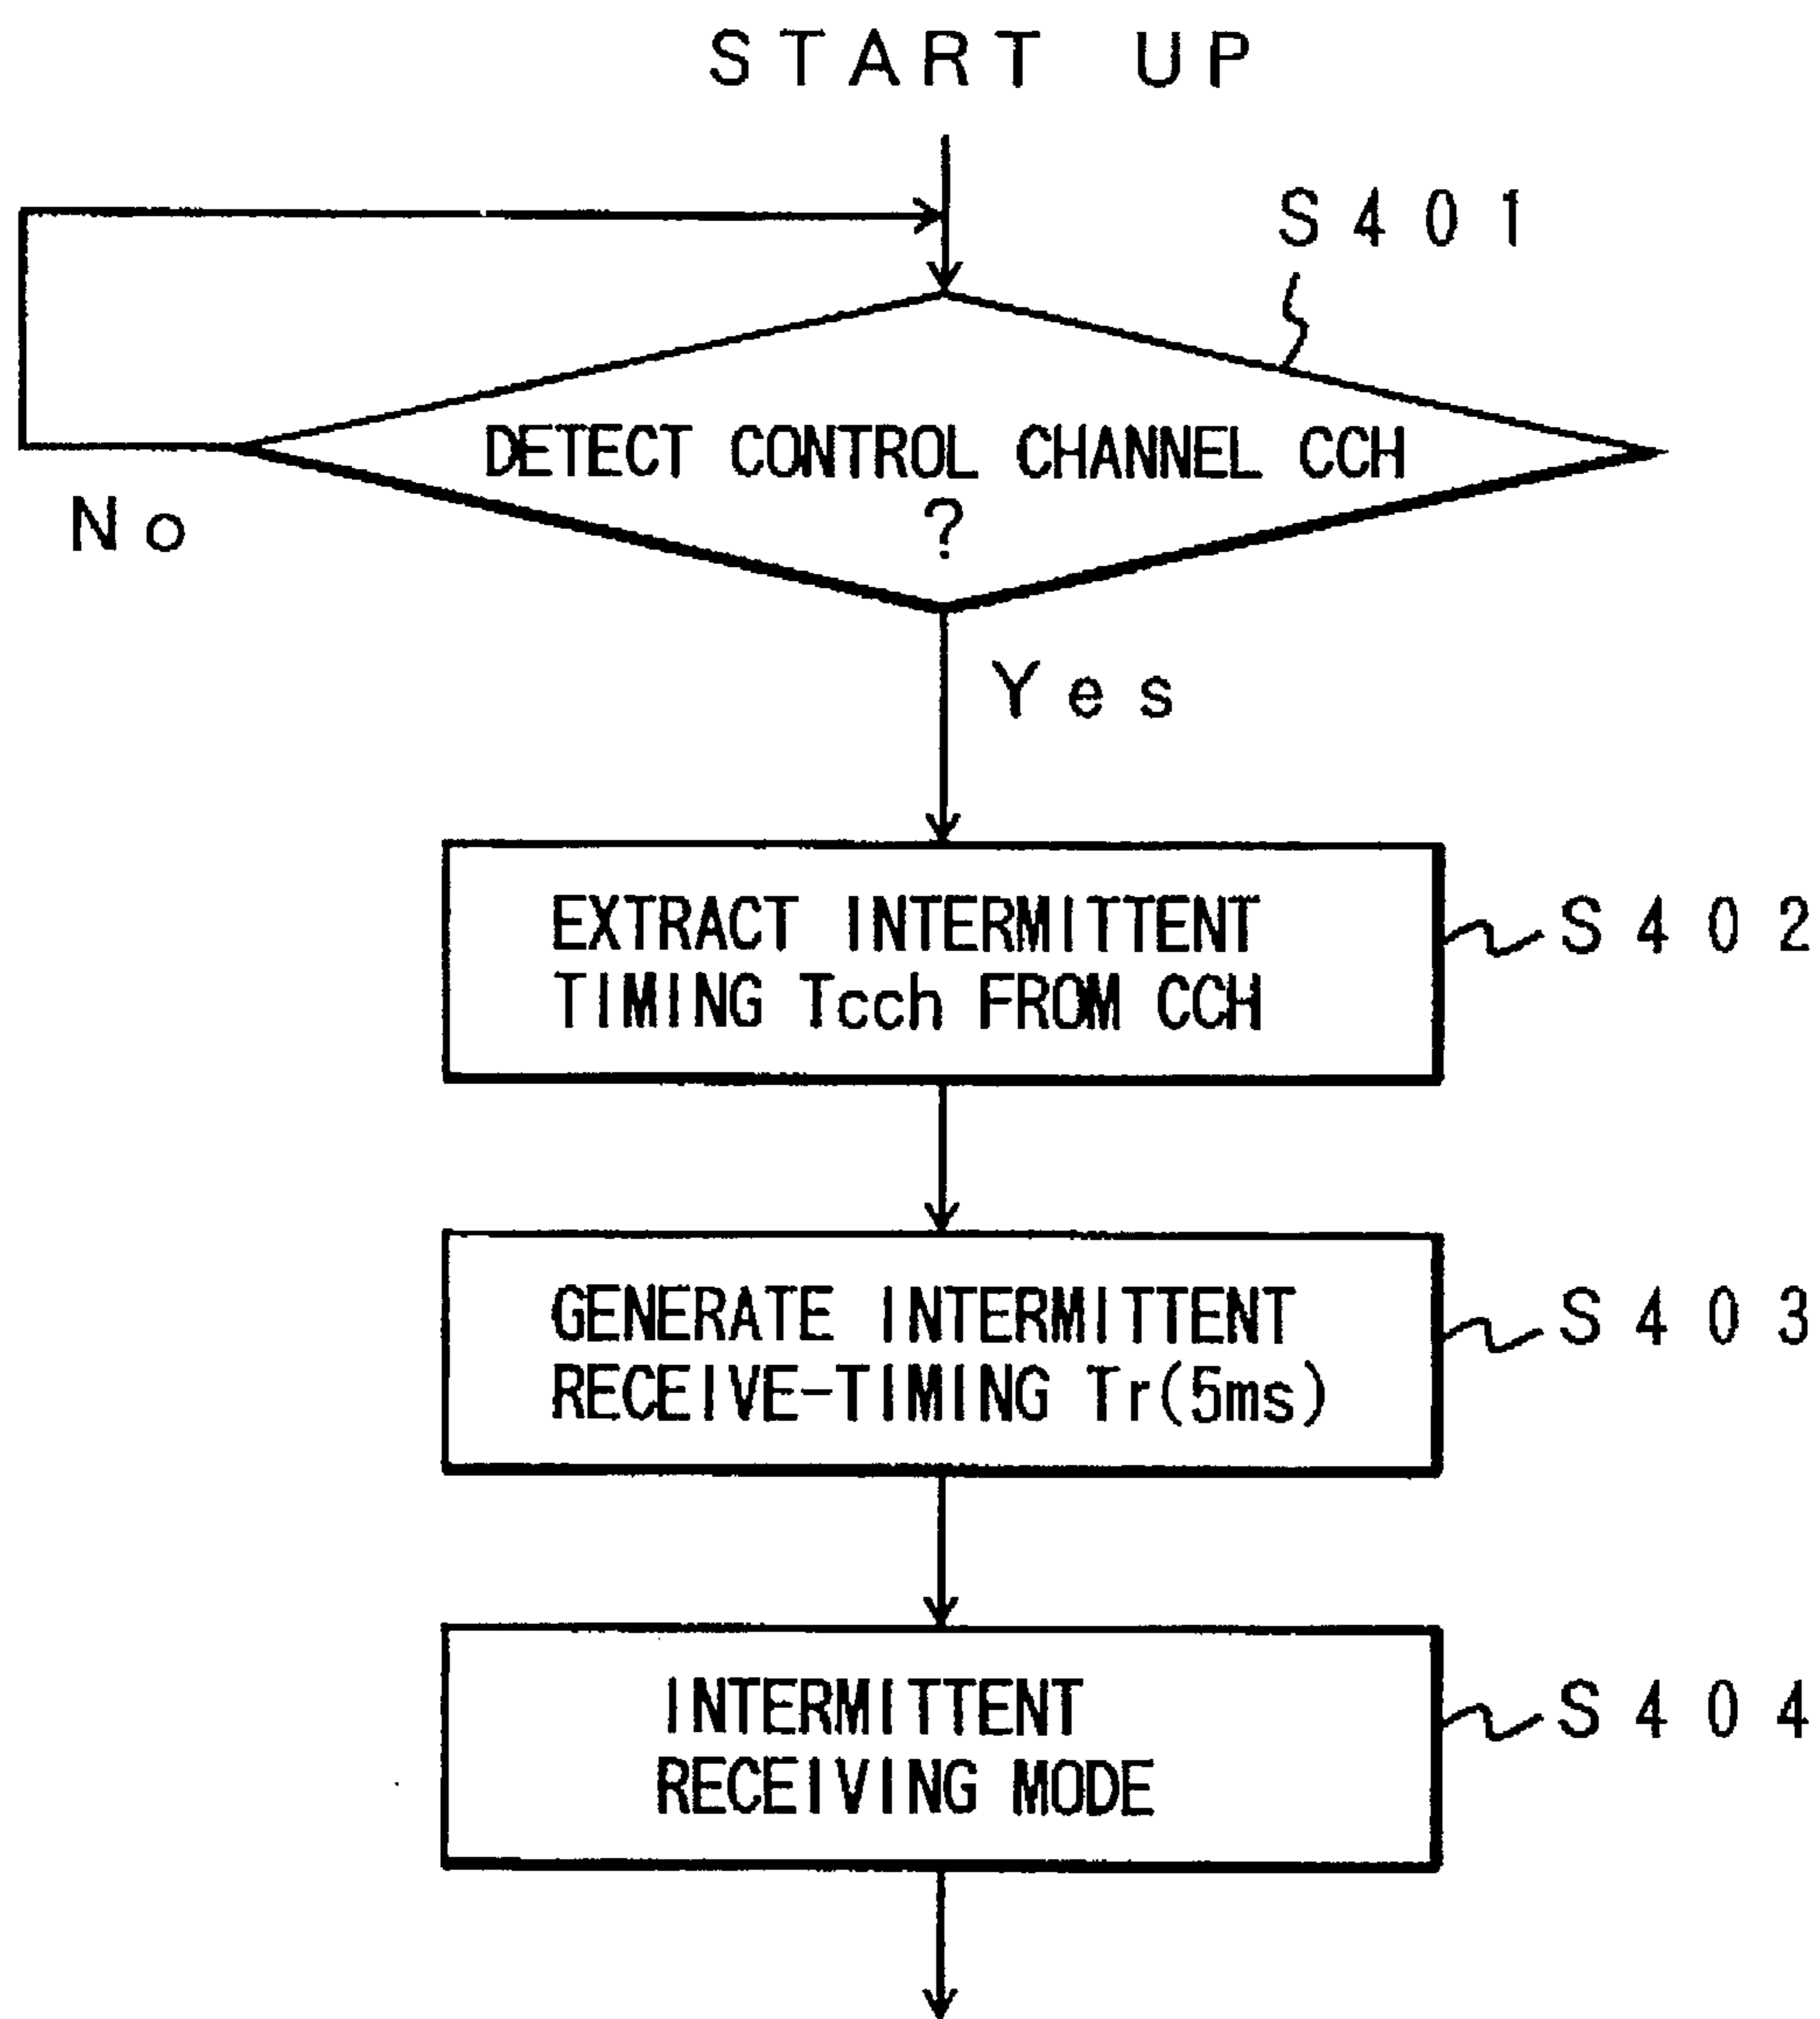 START UP
S401
DETECT CONTROL CHANNEL CCH
?
No
Yes
EXTRACT INTERMITTENT
TIMING Tcch FROM CCH
S402
GENERATE INTERMITTENT
RECEIVE-TIMING Tr(5ms)
S403
INTERMITTENT
RECEIVING MODE
S404